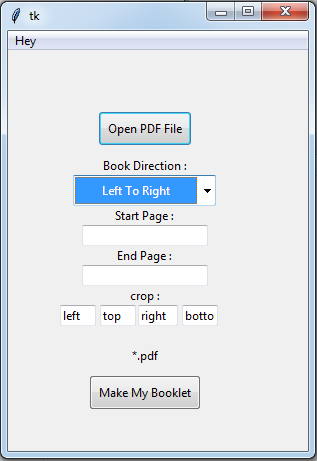 tk
Hey
Open PDF File
Book Direction :
Left To Right
Start Page :
End Page :
crop :
left top right botto
*.pdf
Make My Booklet